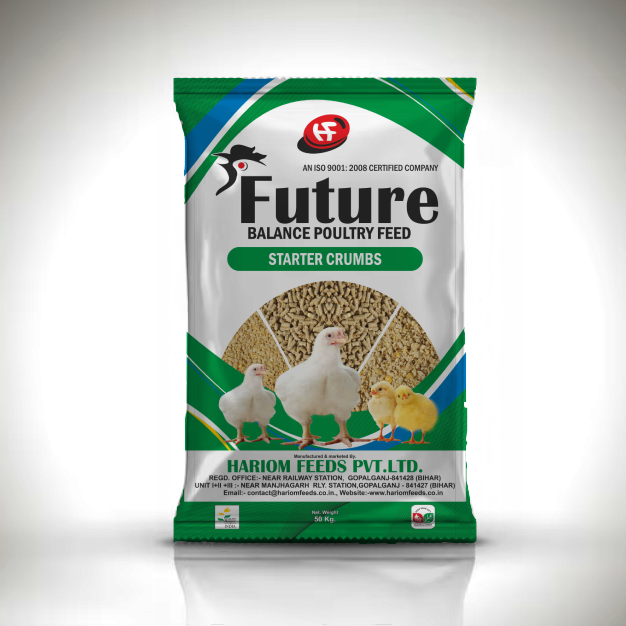 HF
AN ISO 9001: 2008 CERTIFIED COMPANY
Future
BALANCE POULTRY FEED
STARTER CRUMBS
Manufactured & marketed By.
HARIOM FEEDS PVT.LTD.
REGD. OFFICE:- NEAR RAILWAY STATION, GOPALGANJ-841428 (BIHAR)
UNIT I+II +III :- NEAR MANJHAGARH RLY. STATION,GOPALGANJ - 841427 (BIHAR)
Email:- contact@hariomfeeds.co.in., Website:-www.hariomfeeds.co.in
Net. Weight
50 Kg.
INDIA